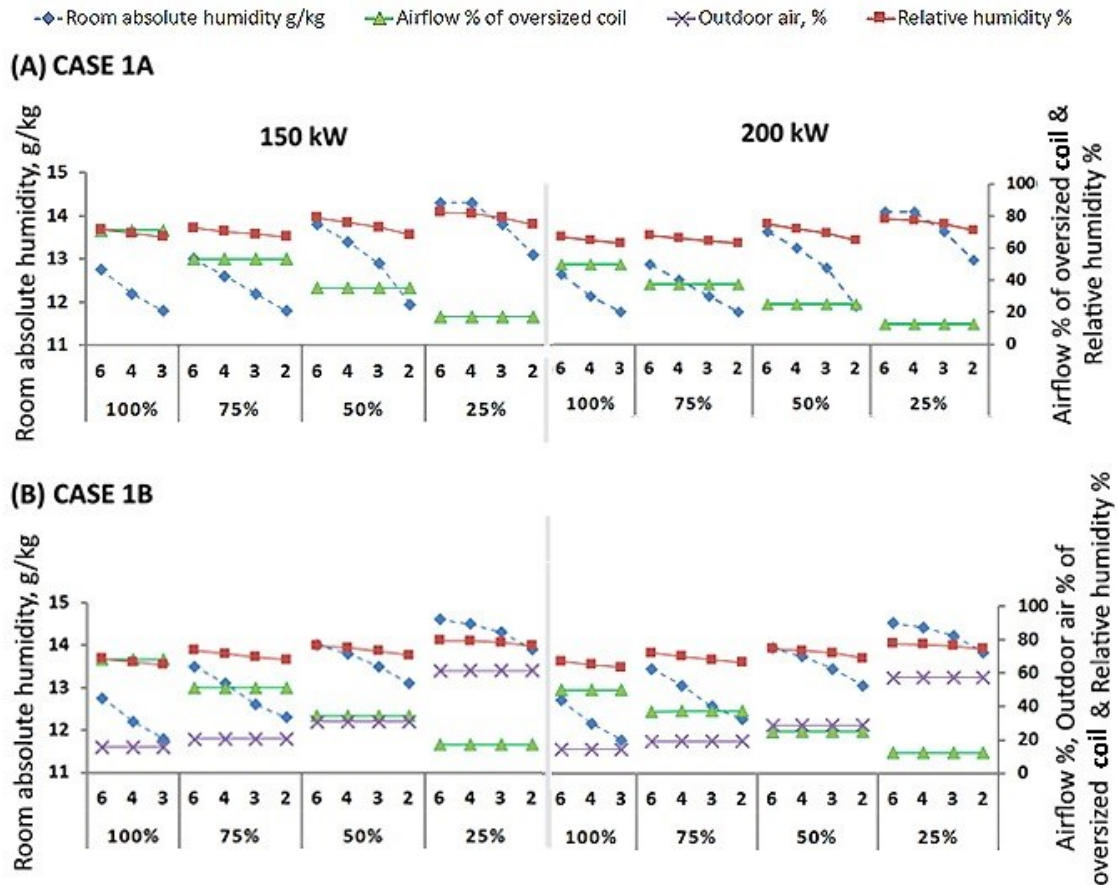 Room absolute humidity g/kg Airflow % of oversized coil Outdoor air, % Relative humidity %
(A) CASE 1A
150 kW 200 kW
Room absolute humidity, g/kg
15
14
13
12
11
100
80
60
40
20
0
Airflow % of oversized coil &
Relative humidity %
6 4 3 6 4 3 2 6 4 3 2 6 4 3 2 6 4 3 6 4 3 2 6 4 3 2 6 4 3 2
100% 75% 50% 25% 100% 75% 50% 25%
(B) CASE 1B
Room absolute humidity, g/kg
15
14
13
12
11
100
80
60
40
20
0
Airflow %, Outdoor air % of
oversized coil & Relative humidity %
6 4 3 6 4 3 2 6 4 3 2 6 4 3 2 6 4 3 6 4 3 2 6 4 3 2 6 4 3 2
100% 75% 50% 25% 100% 75% 50% 25%